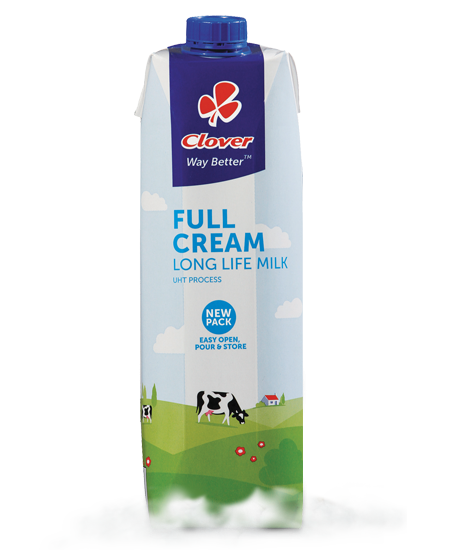 Clover
Way Better™
FULL
CREAM
LONG LIFE MILK
UHT PROCESS
NEW
PACK
EASY OPEN,
POUR & STORE